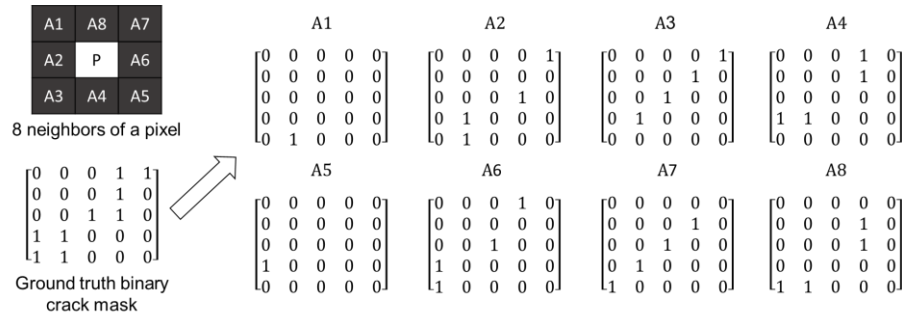 A1 A8 A7
A2 P A6
A3 A4 A5
8 neighbors of a pixel
0 0 0 1 1
0 0 0 1 0
0 0 1 1 0
1 1 0 0 0
1 1 0 0 0
Ground truth binary
crack mask
A1
0 0 0 0 0
0 0 0 0 0
0 0 0 0 0
0 0 0 0 0
0 1 0 0 0
A2
0 0 0 0 1
0 0 0 0 0
0 0 0 1 0
0 1 0 0 0
0 1 0 0 0
A3
0 0 0 0 1
0 0 0 1 0
0 0 1 0 0
0 1 0 0 0
0 0 0 0 0
A4
0 0 0 1 0
0 0 0 1 0
0 0 0 0 0
1 1 0 0 0
0 0 0 0 0
A5
0 0 0 0 0
0 0 0 0 0
0 0 0 0 0
1 0 0 0 0
0 0 0 0 0
A6
0 0 0 1 0
0 0 0 0 0
0 0 1 0 0
1 0 0 0 0
1 0 0 0 0
A7
0 0 0 0 0
0 0 0 1 0
0 0 1 0 0
0 1 0 0 0
1 0 0 0 0
A8
0 0 0 0 0
0 0 0 1 0
0 0 0 1 0
0 0 0 0 0
1 1 0 0 0